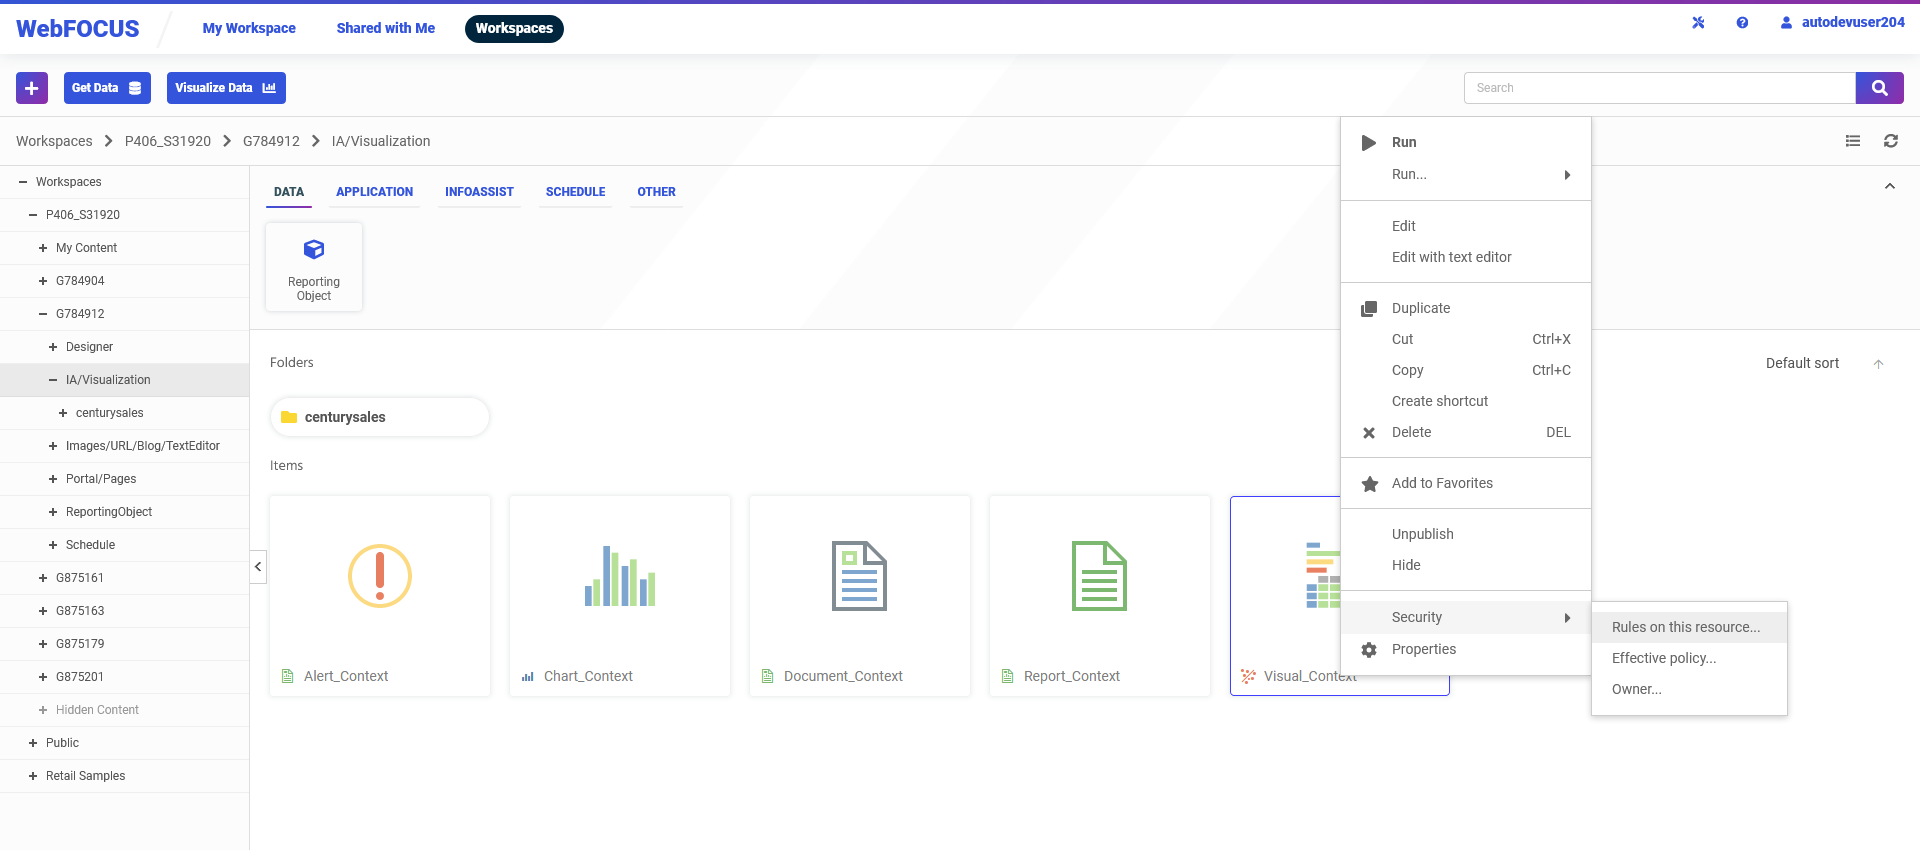 WebFOCUS
My Workspace
Shared with Me
Workspaces
autodevuser204
Get Data
Visualize Data
Search
Workspaces
P406_S31920
G784912
IA/Visualization
Workspaces
P406_S31920
My Content
G784904
G784912
Designer
IA/Visualization
centurysales
Images/URL/Blog/TextEditor
Portal/Pages
ReportingObject
Schedule
G875161
G875163
G875179
G875201
Hidden Content
Public
Retail Samples
DATA
APPLICATION
INFOASSIST
SCHEDULE
OTHER
Reporting
Object
Folders
Default sort
centurysales
Items
Alert_Context
Chart_Context
Document_Context
Report_Context
Visual_Context
Run
Run...
Edit
Edit with text editor
Duplicate
Cut Ctrl+X
Copy Ctrl+C
Create shortcut
Delete DEL
Add to Favorites
Unpublish
Hide
Security
Properties
Rules on this resource...
Effective policy...
Owner...